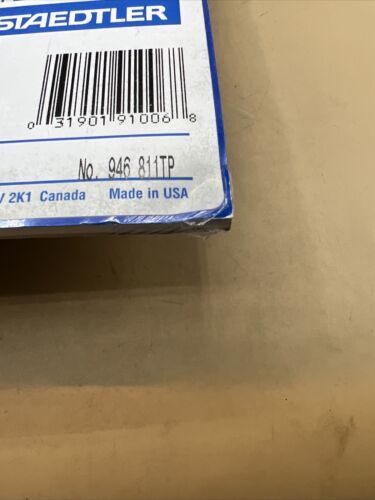 STAEDTLER
0 31901 91006 8
No. 946 811TP
2K1 Canada Made in USA